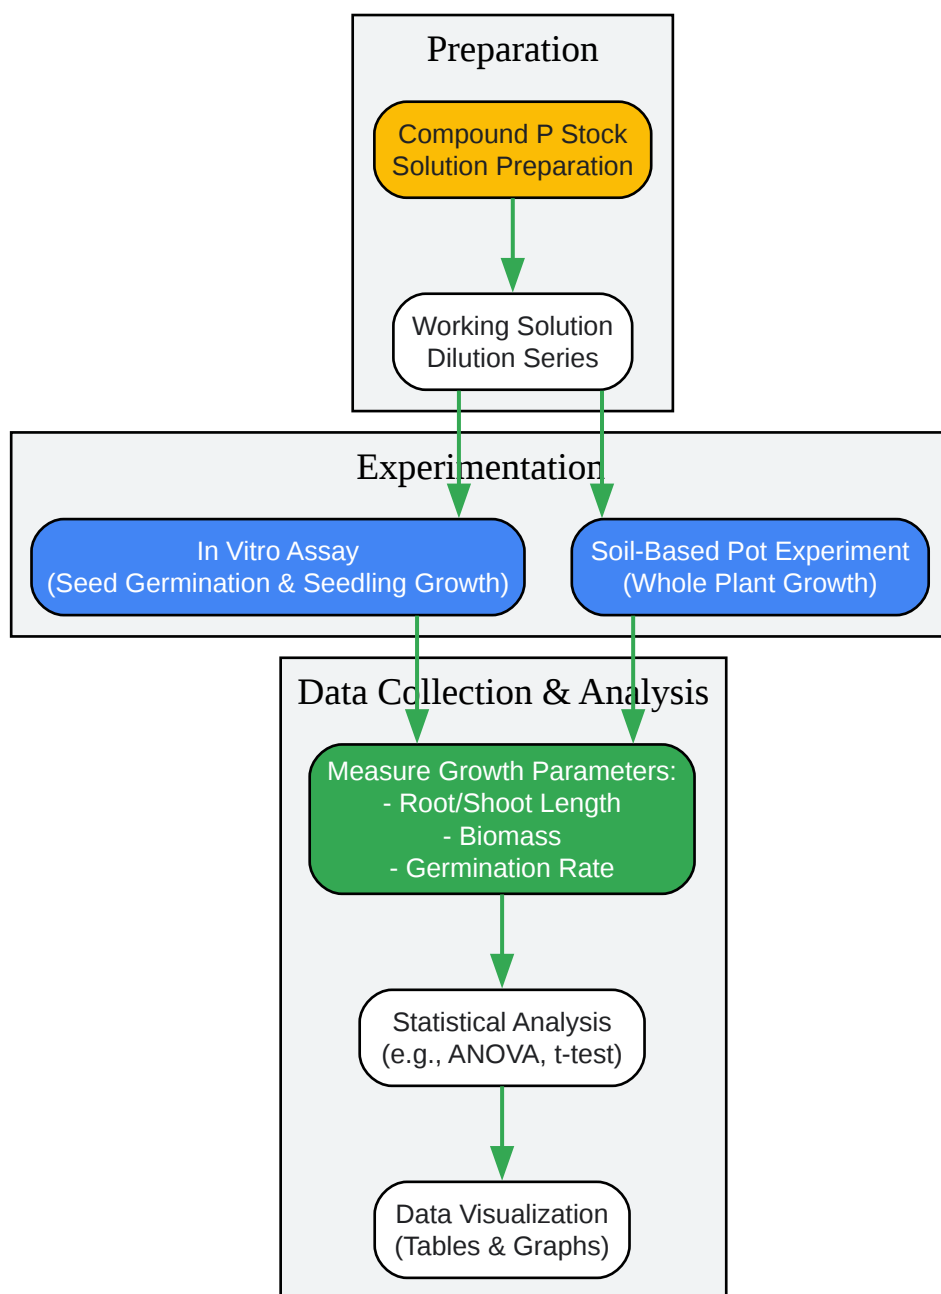 Preparation
Compound P Stock
Solution Preparation
Working Solution
Dilution Series
Experimentation
In Vitro Assay
(Seed Germination & Seedling Growth)
Soil-Based Pot Experiment
(Whole Plant Growth)
Data Collection & Analysis
Measure Growth Parameters:
- Root/Shoot Length
- Biomass
- Germination Rate
Statistical Analysis
(e.g., ANOVA, t-test)
Data Visualization
(Tables & Graphs)